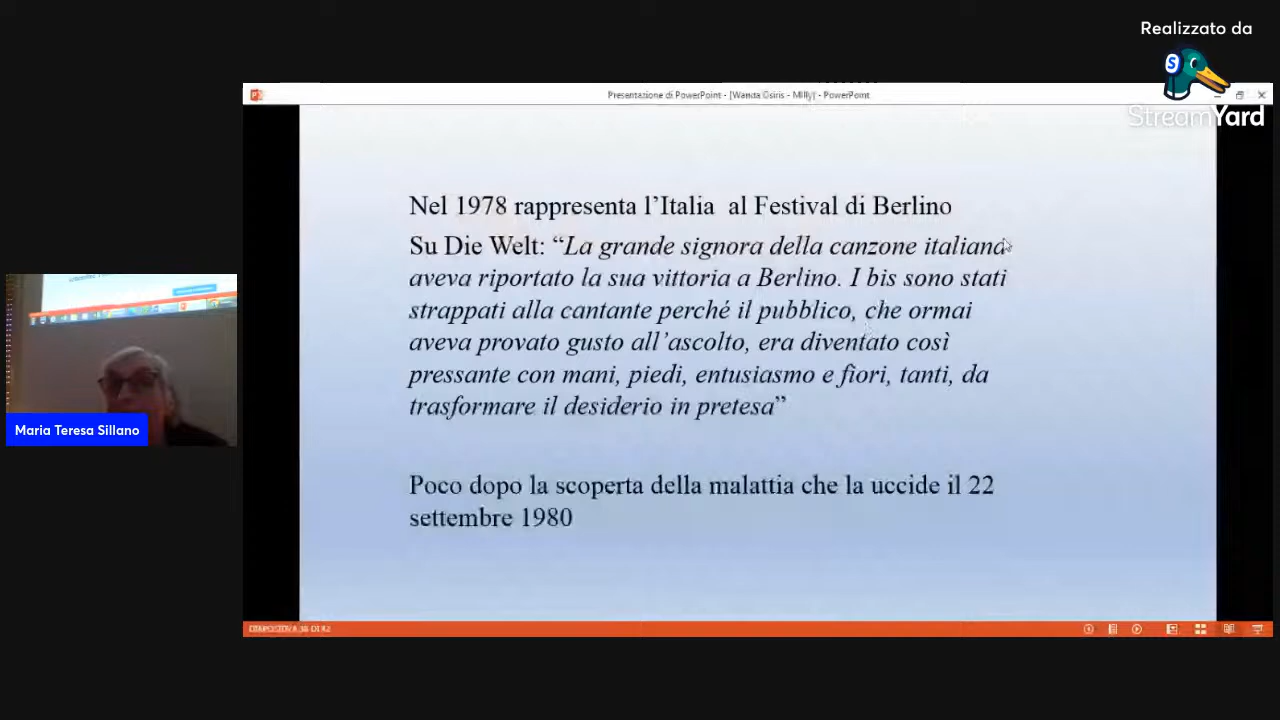 Realizzato da
StreamYard
Presentazione di PowerPoint - [Wanda Osiris - Milly] - PowerPoint
Nel 1978 rappresenta l’Italia al Festival di Berlino
Su Die Welt: “La grande signora della canzone italiana
aveva riportato la sua vittoria a Berlino. I bis sono stati
strappati alla cantante perché il pubblico, che ormai
aveva provato gusto all’ascolto, era diventato così
pressante con mani, piedi, entusiasmo e fiori, tanti, da
trasformare il desiderio in pretesa”
Poco dopo la scoperta della malattia che la uccide il 22
settembre 1980
Maria Teresa Sillano